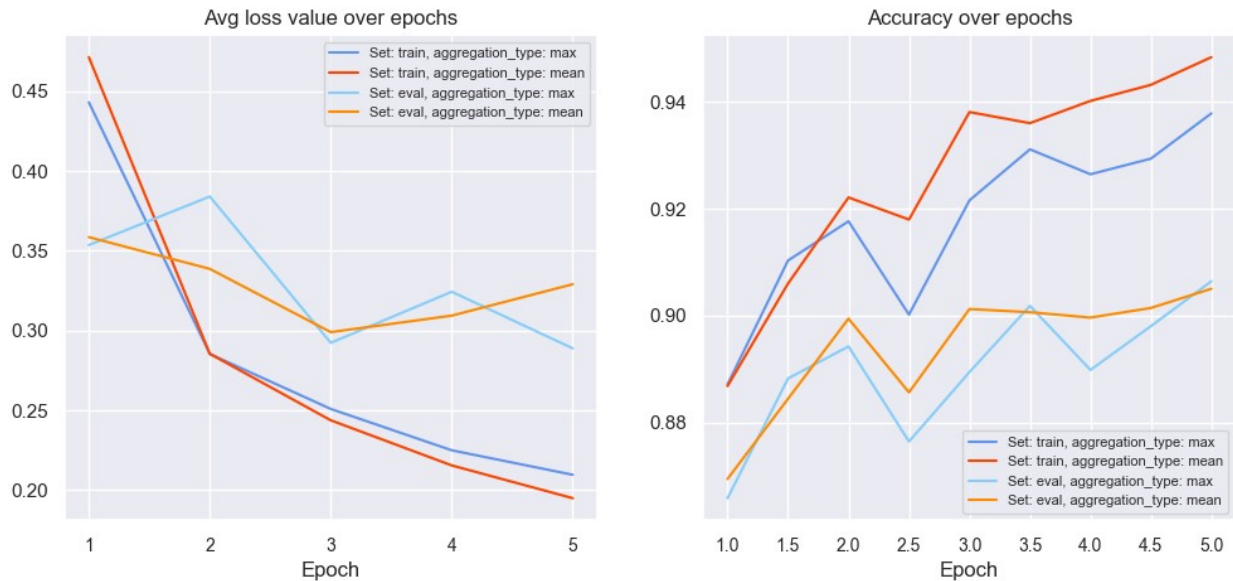 Avg loss value over epochs
Set: train, aggregation_type: max
Set: train, aggregation_type: mean
Set: eval, aggregation_type: max
Set: eval, aggregation_type: mean
0.45
0.40
0.35
0.30
0.25
0.20
1 2 3 4 5
Epoch
Accuracy over epochs
0.94
0.92
0.90
0.88
Set: train, aggregation_type: max
Set: train, aggregation_type: mean
Set: eval, aggregation_type: max
Set: eval, aggregation_type: mean
1.0 1.5 2.0 2.5 3.0 3.5 4.0 4.5 5.0
Epoch